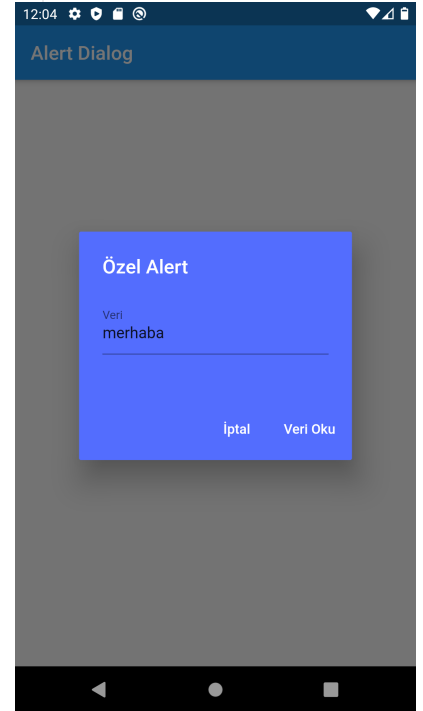 12:04
Alert Dialog
Özel Alert
Veri
merhaba
İptal Veri Oku